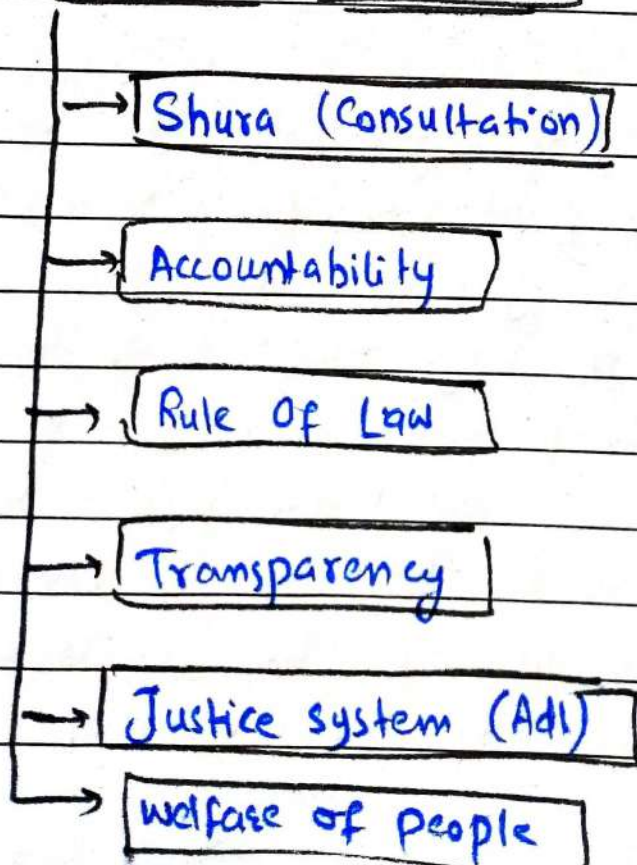 Shura (Consultation)
Accountability
Rule Of Law
Transparency
Justice system (Adl)
welfare of people